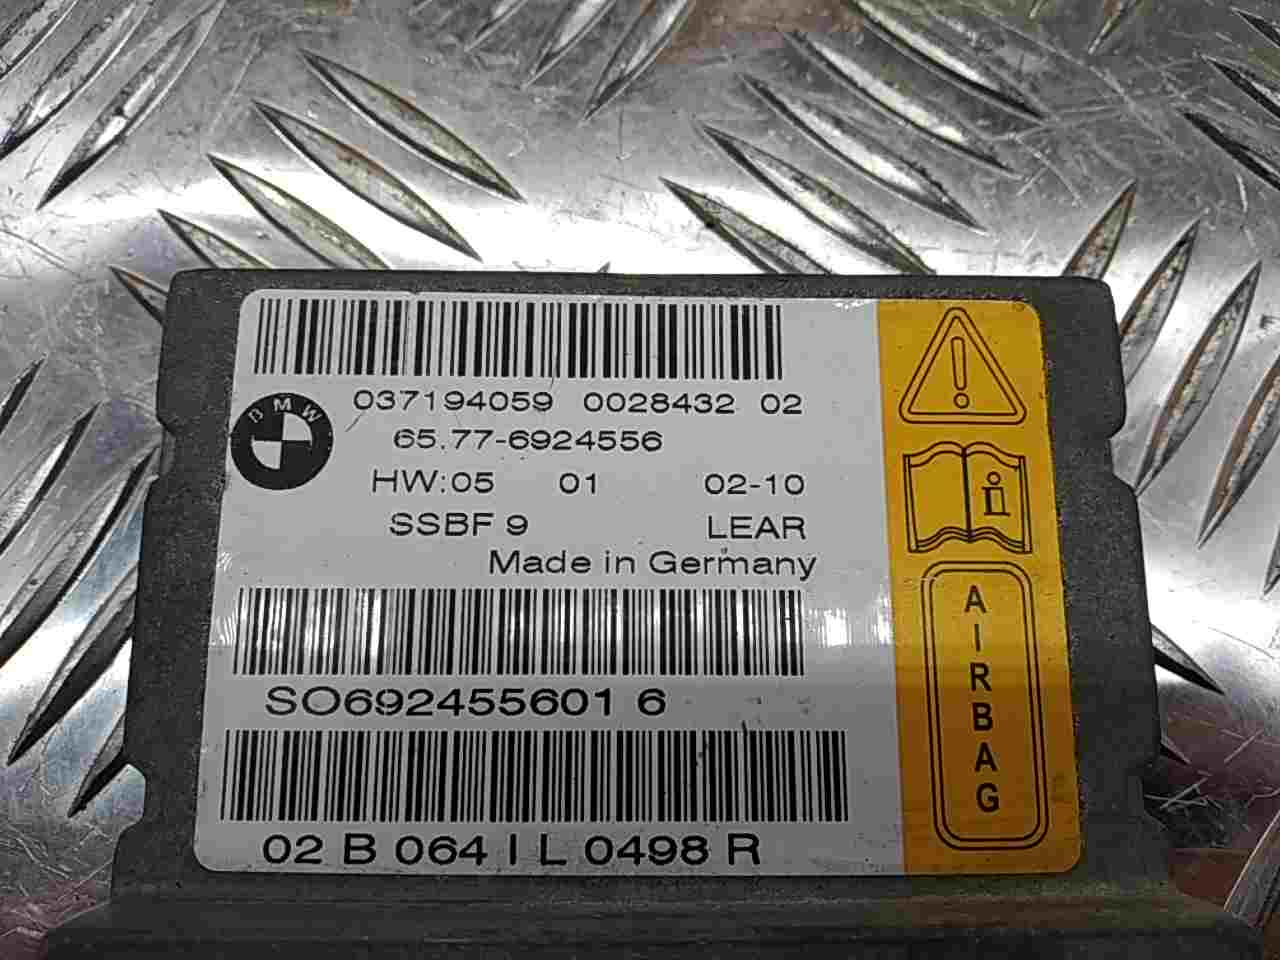 037194059 0028432 02
BMW
65.77-6924556
HW:05 01 02-10
SSBF 9 LEAR
Made in Germany
SO692455601 6
02 B 064 I L 0498 R
i
AIRBAG